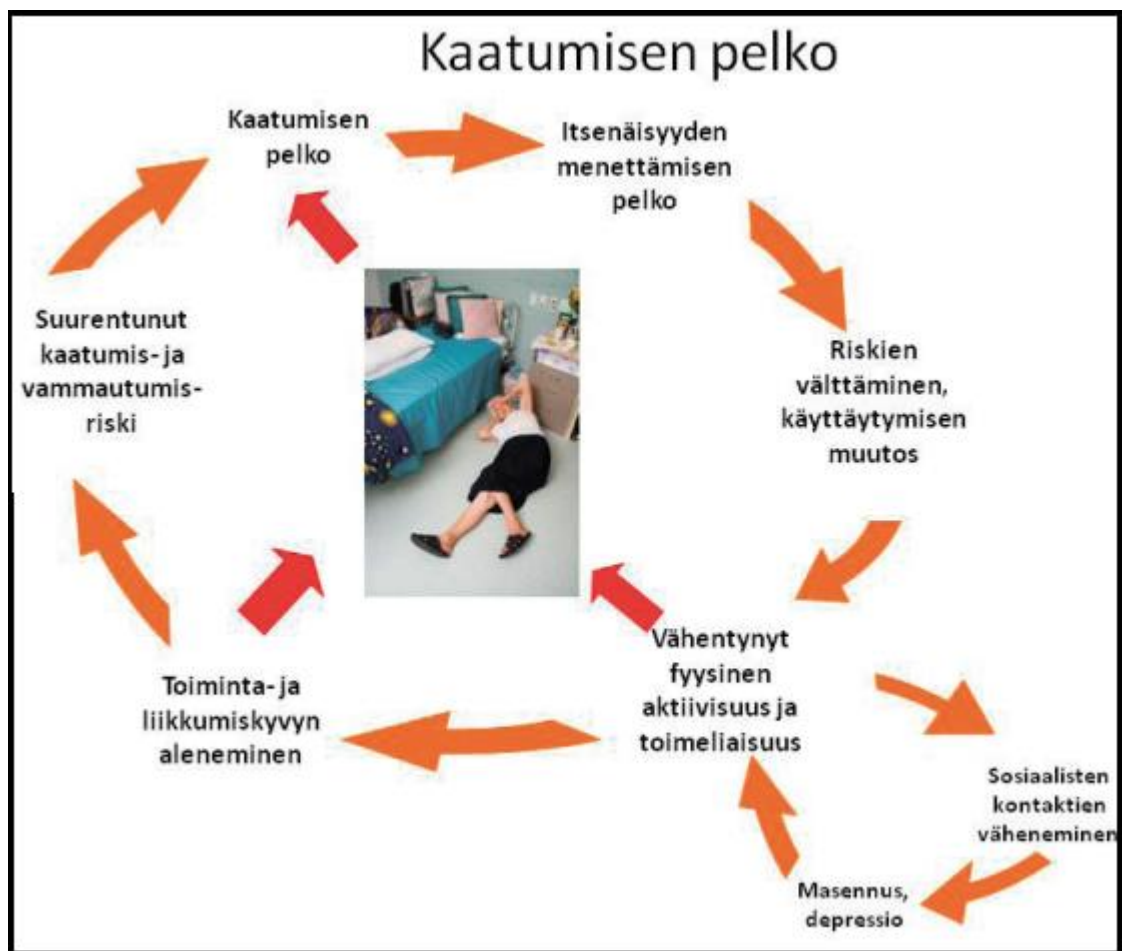 Kaatumisen pelko
Kaatumisen
pelko
Itsenäisyyden
menettämisen
pelko
Riskien
välttäminen,
käyttäytymisen
muutos
Vähentynyt
fyysinen
aktiivisuus ja
toimeliaisuus
Sosiaalisten
kontaktien
väheneminen
Masennus,
depressio
Toiminta- ja
liikkumiskyvyn
aleneminen
Suurentunut
kaatumis- ja
vammautumis-
riski